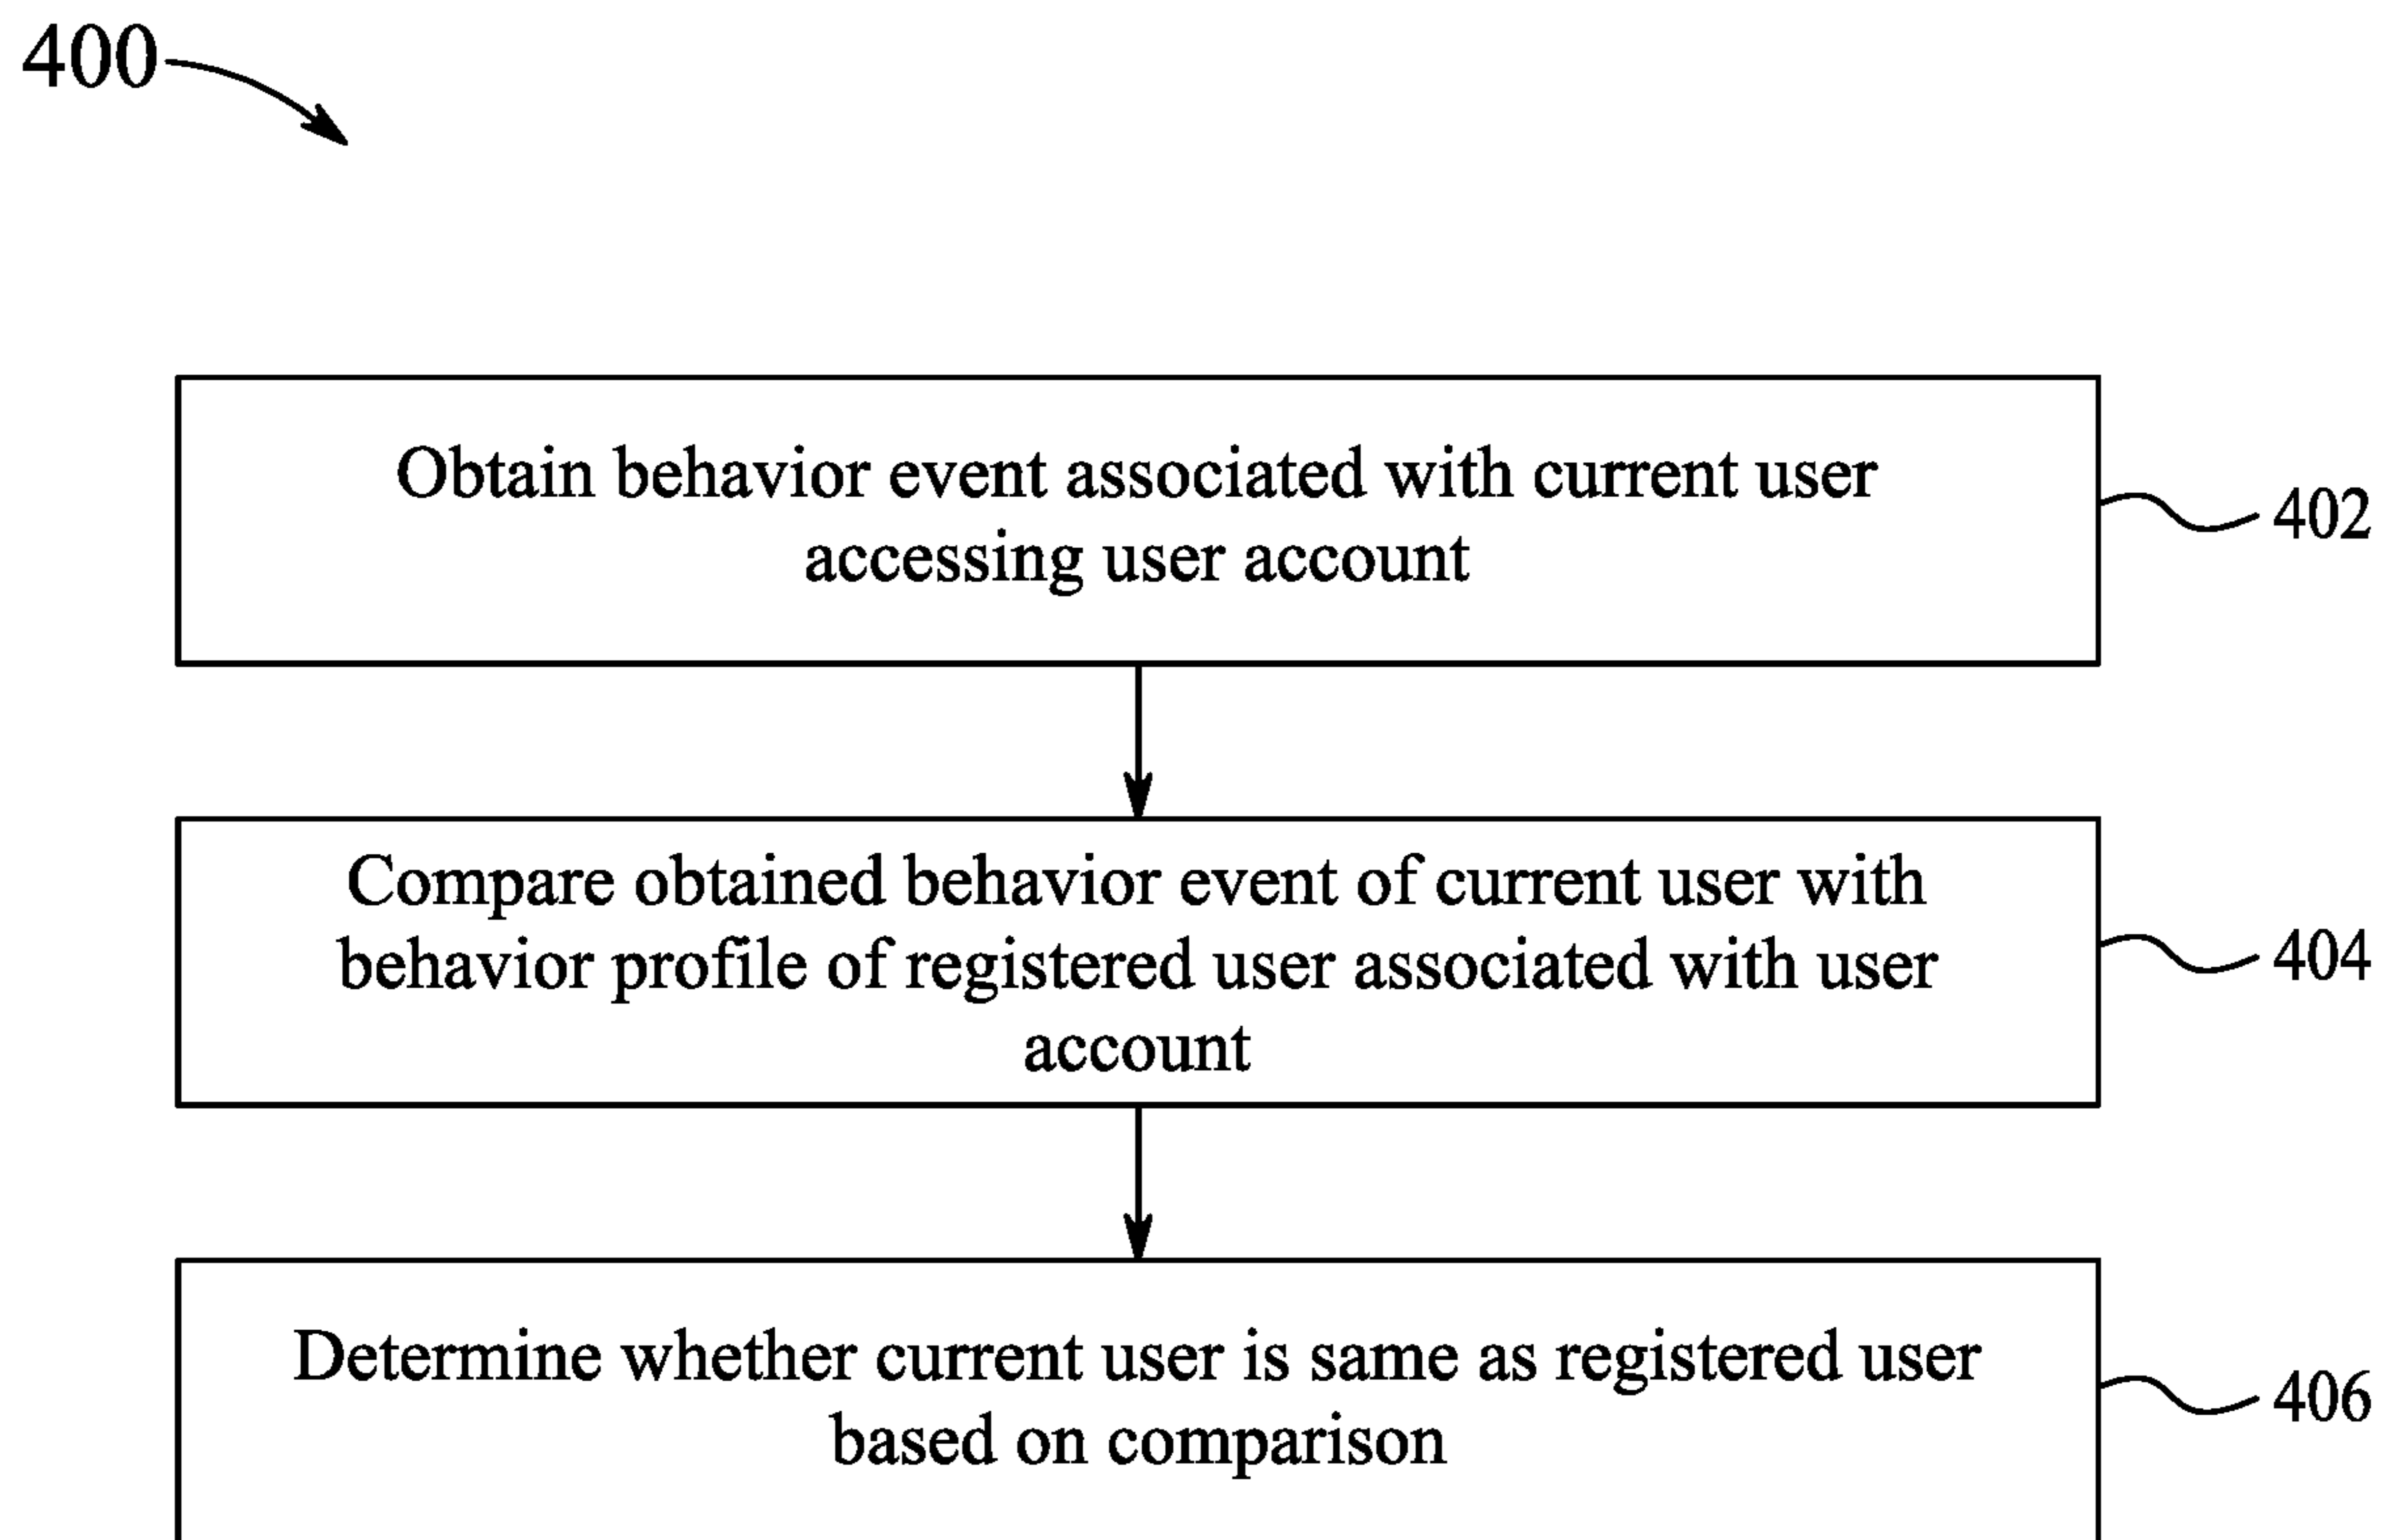 400
Obtain behavior event associated with current user
accessing user account
402
Compare obtained behavior event of current user with
behavior profile of registered user associated with user
account
404
Determine whether current user is same as registered user
based on comparison
406